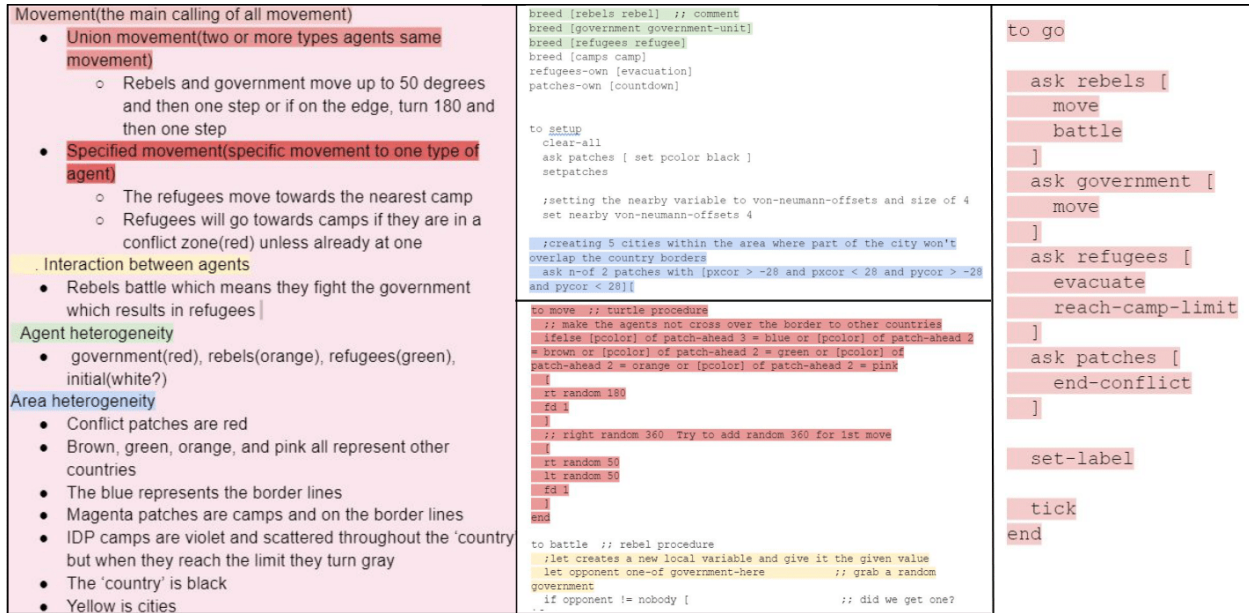 Movement(the main calling of all movement)
● Union movement(two or more types agents same
movement)
○ Rebels and government move up to 50 degrees
and then one step or if on the edge, turn 180 and
then one step
● Specified movement(specific movement to one type of
agent)
○ The refugees move towards the nearest camp
○ Refugees will go towards camps if they are in a
conflict zone(red) unless already at one
. Interaction between agents
● Rebels battle which means they fight the government
which results in refugees
Agent heterogeneity
● government(red), rebels(orange), refugees(green),
initial(white?)
Area heterogeneity
● Conflict patches are red
● Brown, green, orange, and pink all represent other
countries
● The blue represents the border lines
● Magenta patches are camps and on the border lines
● IDP camps are violet and scattered throughout the 'country'
but when they reach the limit they turn gray
● The 'country' is black
● Yellow is cities
breed [rebels rebel] ;; comment
breed [government government-unit]
breed [refugees refugee]
breed [camps camp]
refugees-own [evacuation]
patches-own [countdown]
to setup
clear-all
ask patches [ set pcolor black ]
setpatches
;setting the nearby variable to von-neumann-offsets and size of 4
set nearby von-neumann-offsets 4
;creating 5 cities within the area where part of the city won't
overlap the country borders
ask n-of 2 patches with [pxcor > -28 and pxcor < 28 and pycor > -28
and pycor < 28][
to move ;; turtle procedure
;; make the agents not cross over the border to other countries
ifelse [pcolor] of patch-ahead 3 = blue or [pcolor] of patch-ahead 2
= brown or [pcolor] of patch-ahead 2 = green or [pcolor] of
patch-ahead 2 = orange or [pcolor] of patch-ahead 2 = pink
[
rt random 180
fd 1
]
;; right random 360 Try to add random 360 for 1st move
[
rt random 50
lt random 50
fd 1
]
end
to battle ;; rebel procedure
;let creates a new local variable and give it the given value
let opponent one-of government-here ;; grab a random
government
if opponent != nobody [ ;; did we get one?
to go
ask rebels [
move
battle
]
ask government [
move
]
ask refugees [
evacuate
reach-camp-limit
]
ask patches [
end-conflict
]
set-label
tick
end